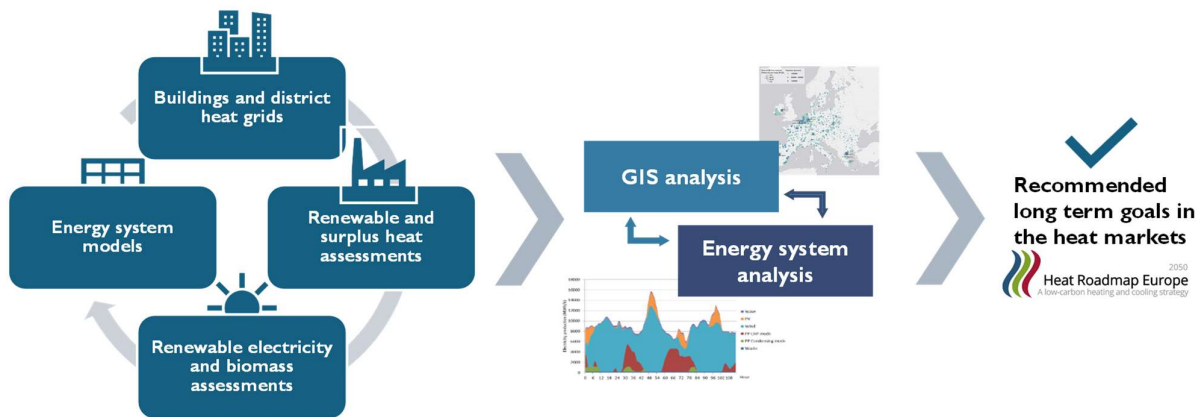 Buildings and district
heat grids
Energy system
models
Renewable and
surplus heat
assessments
Renewable electricity
and biomass
assessments
GIS analysis
Energy system
analysis
Recommended
long term goals in
the heat markets
2050
Heat Roadmap Europe
A low-carbon heating and cooling strategy
PV